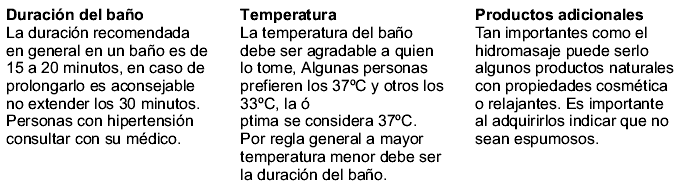 Duración del baño
La duración recomendada
en general en un baño es de
15 a 20 minutos, en caso de
prolongarlo es aconsejable
no extender los 30 minutos.
Personas con hipertensión
consultar con su médico.
Temperatura
La temperatura del baño
debe ser agradable a quien
lo tome, Algunas personas
prefieren los 37ºC y otros los
33ºC, la ó
ptima se considera 37ºC.
Por regla general a mayor
temperatura menor debe ser
la duración del baño.
Productos adicionales
Tan importantes como el
hidromasaje puede serlo
algunos productos naturales
con propiedades cosmética
o relajantes. Es importante
al adquirirlos indicar que no
sean espumosos.